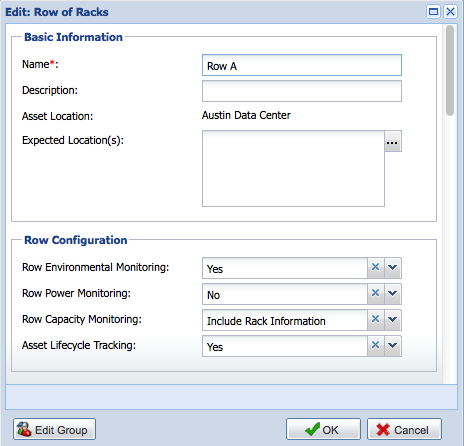 Edit: Row of Racks
Basic Information
Name*: Row A
Description:
Asset Location: Austin Data Center
Expected Location(s): ...
Row Configuration
Row Environmental Monitoring: Yes
Row Power Monitoring: No
Row Capacity Monitoring: Include Rack Information
Asset Lifecycle Tracking: Yes
Edit Group OK Cancel